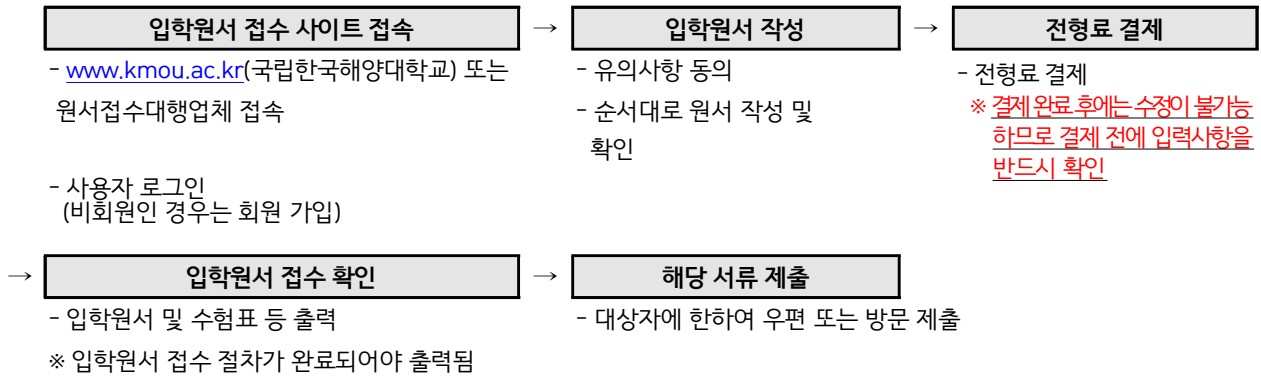 입학원서 접수 사이트 접속 → 입학원서 작성 → 전형료 결제
- www.kmou.ac.kr(국립한국해양대학교) 또는
원서접수대행업체 접속
- 사용자 로그인
(비회원인 경우는 회원 가입)
- 유의사항 동의
- 순서대로 원서 작성 및
확인
- 전형료 결제
※ 결제 완료 후에는 수정이 불가능
하므로 결제 전에 입력사항을
반드시 확인
→ 입학원서 접수 확인 → 해당 서류 제출
- 입학원서 및 수험표 등 출력
※ 입학원서 접수 절차가 완료되어야 출력됨
- 대상자에 한하여 우편 또는 방문 제출